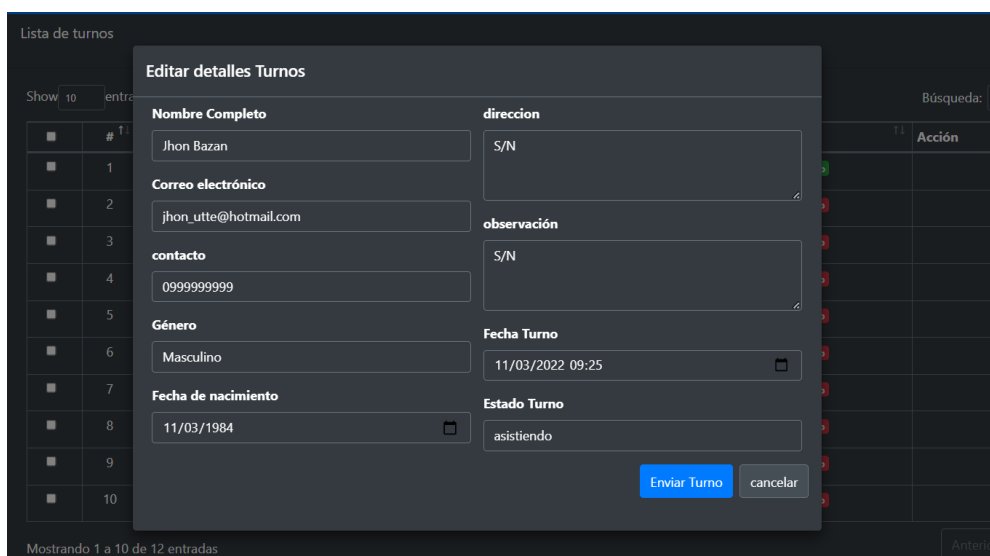 Lista de turnos
Editar detalles Turnos
Show 10 entra
Búsqueda:
Nombre Completo
Jhon Bazan
Correo electrónico
jhon_utte@hotmail.com
contacto
0999999999
Género
Masculino
Fecha de nacimiento
11/03/1984
direccion
S/N
observación
S/N
Fecha Turno
11/03/2022 09:25
Estado Turno
asistiendo
Enviar Turno cancelar
# Acción
1
2
3
4
5
6
7
8
9
10
Mostrando 1 a 10 de 12 entradas
Anteri